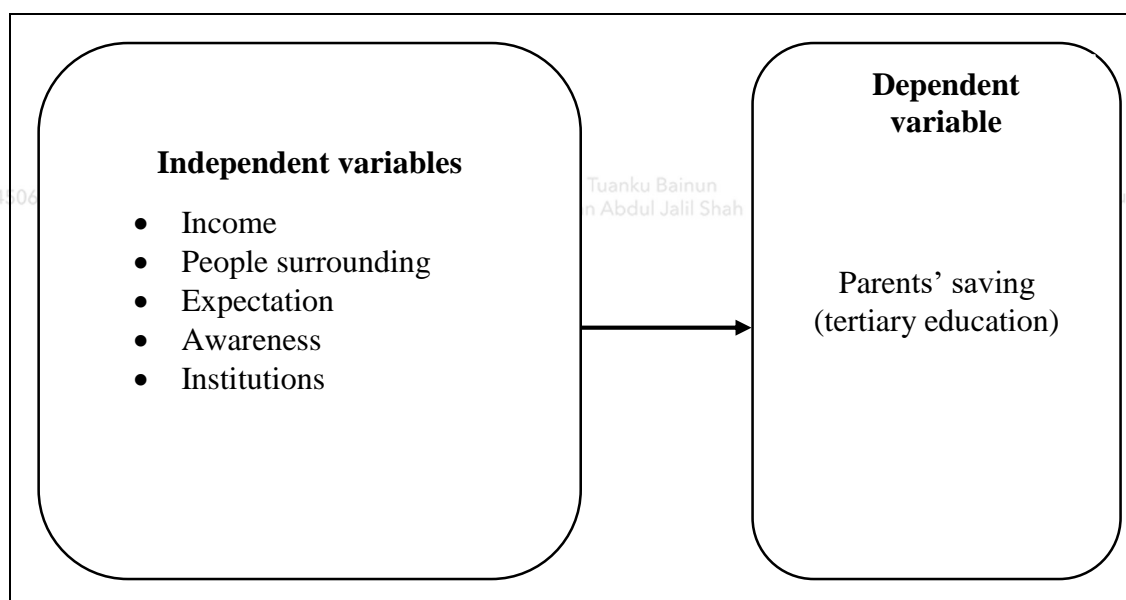 Independent variables
• Income
• People surrounding
• Expectation
• Awareness
• Institutions
Dependent
variable
Parents’ saving
(tertiary education)
4506
Tuanku Bainun
n Abdul Jalil Shah